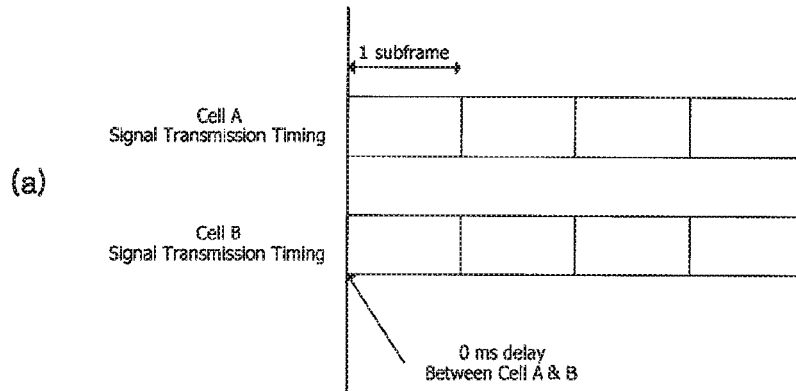 1 subframe
Cell A
Signal Transmission Timing
(a)
Cell B
Signal Transmission Timing
0 ms delay
Between Cell A & B